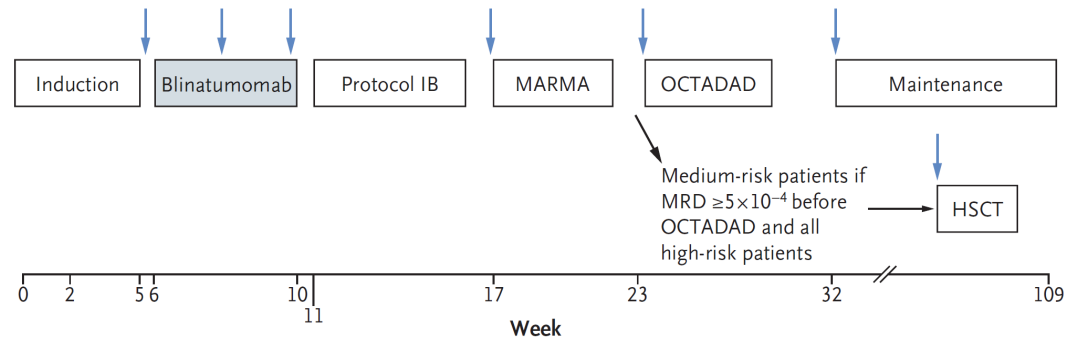 Induction
Blinatumomab
Protocol IB
MARMA
OCTADAD
Maintenance
Medium-risk patients if
MRD ≥5×10⁻⁴ before
OCTADAD and all
high-risk patients
HSCT
0 2 5 6 10 11 17 23 32 109
Week